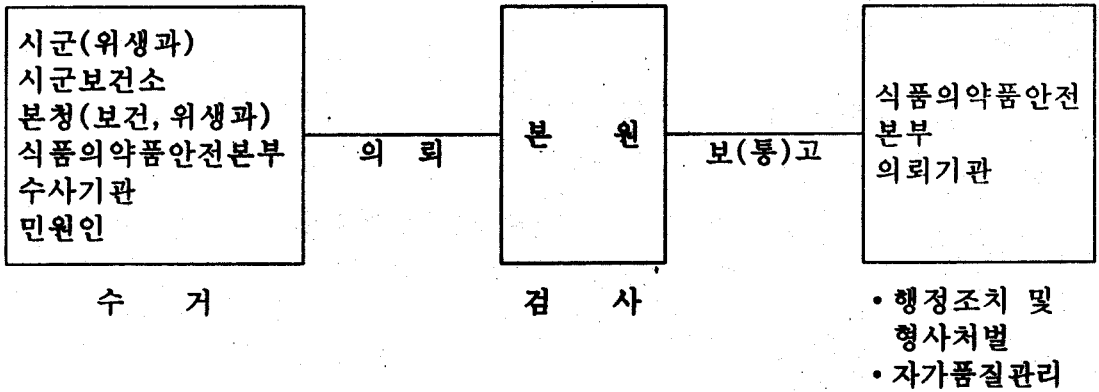 시군(위생과)
시군보건소
본청(보건, 위생과)
식품의약품안전본부
수사기관
민원인
수 거
의 뢰
본 원
검 사
보(통)고
식품의약품안전
본부
의뢰기관
• 행정조치 및
형사처벌
• 자가품질관리